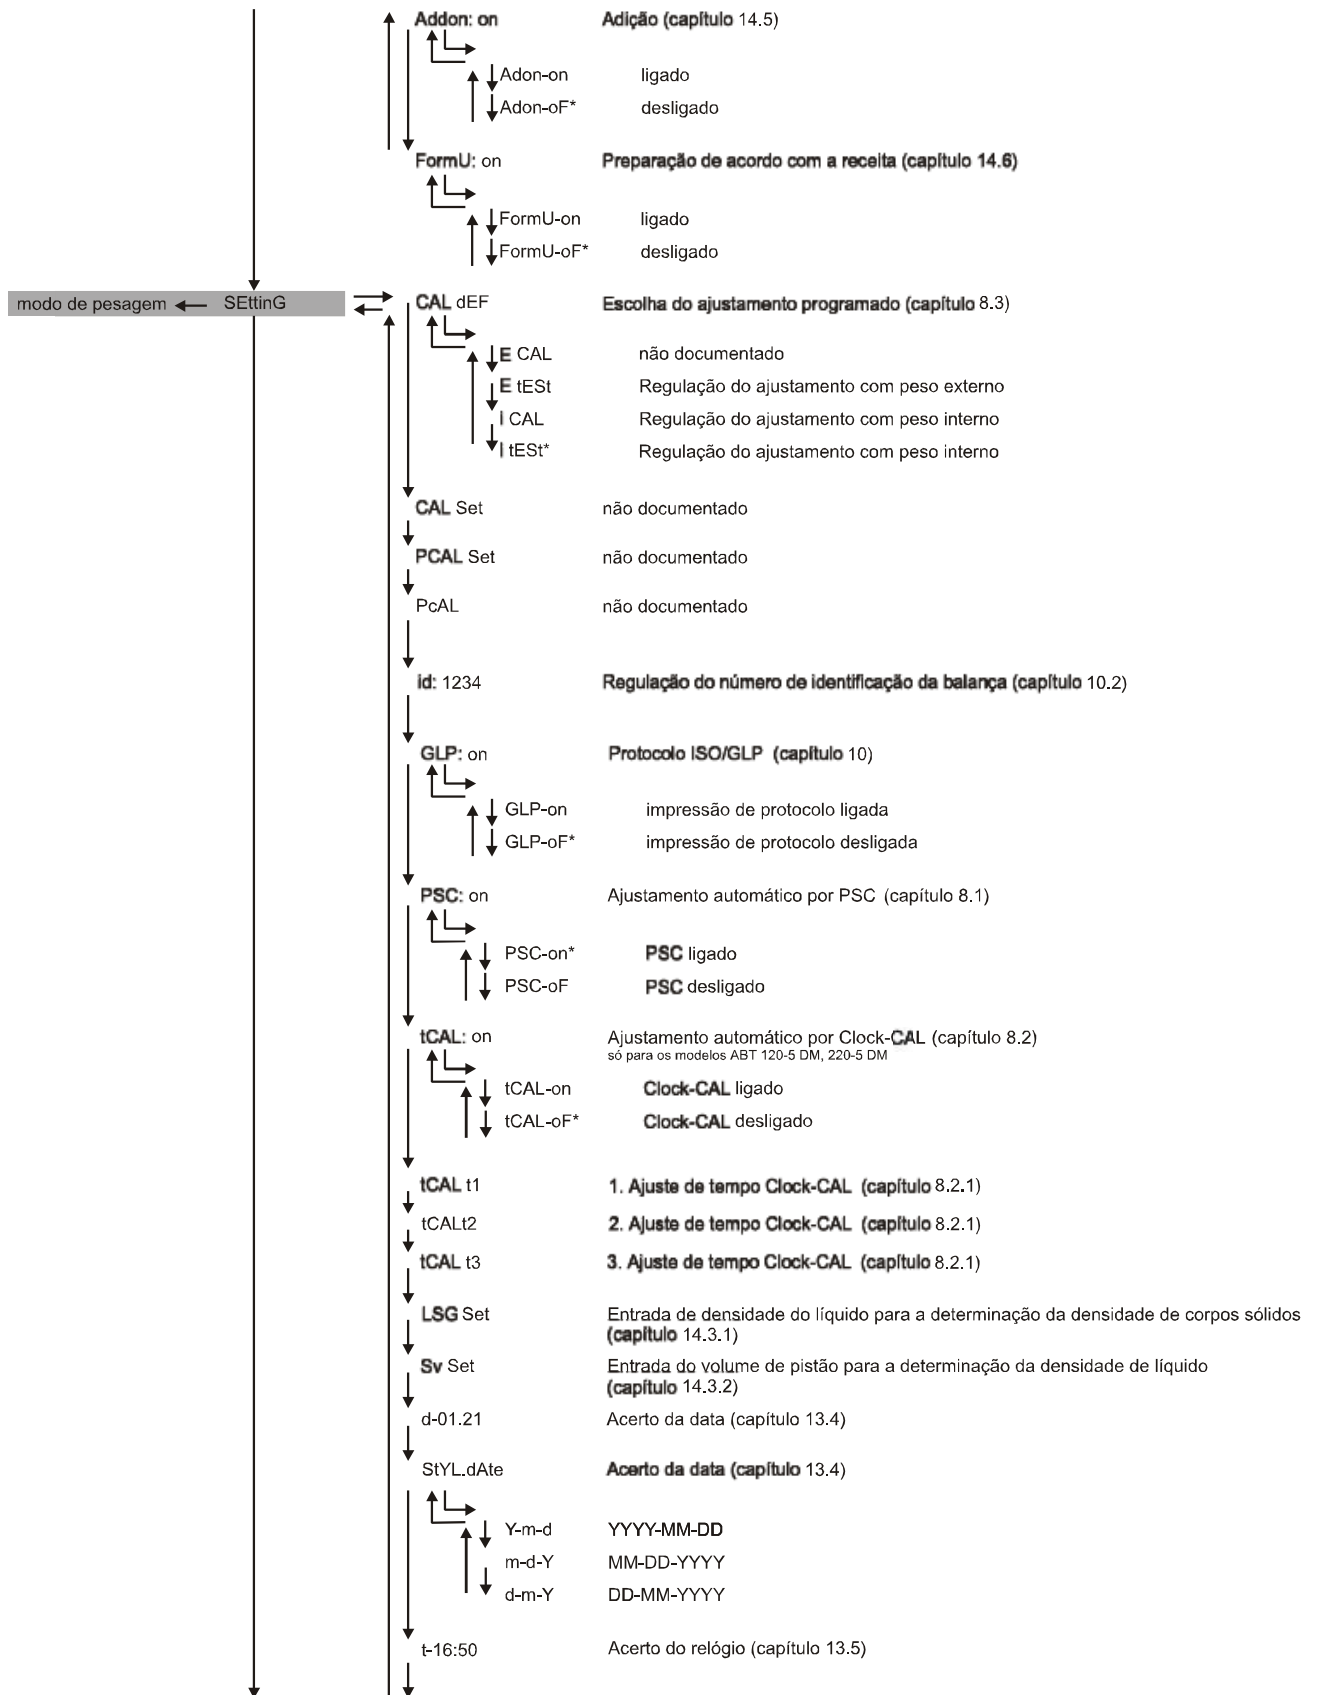 Addon: on Adição (capítulo 14.5)
Adon-on ligado
Adon-oF* desligado
FormU: on Preparação de acordo com a receita (capítulo 14.6)
FormU-on ligado
FormU-oF* desligado
modo de pesagem SEttinG CAL dEF Escolha do ajustamento programado (capítulo 8.3)
E CAL não documentado
E tESt Regulação do ajustamento com peso externo
I CAL Regulação do ajustamento com peso interno
I tESt* Regulação do ajustamento com peso interno
CAL Set não documentado
PCAL Set não documentado
PcAL não documentado
id: 1234 Regulação do número de identificação da balança (capítulo 10.2)
GLP: on Protocolo ISO/GLP (capítulo 10)
GLP-on impressão de protocolo ligada
GLP-oF* impressão de protocolo desligada
PSC: on Ajustamento automático por PSC (capítulo 8.1)
PSC-on* PSC ligado
PSC-oF PSC desligado
tCAL: on Ajustamento automático por Clock-CAL (capítulo 8.2)
só para os modelos ABT 120-5 DM, 220-5 DM
tCAL-on Clock-CAL ligado
tCAL-oF* Clock-CAL desligado
tCAL t1 1. Ajuste de tempo Clock-CAL (capítulo 8.2.1)
tCALt2 2. Ajuste de tempo Clock-CAL (capítulo 8.2.1)
tCAL t3 3. Ajuste de tempo Clock-CAL (capítulo 8.2.1)
LSG Set Entrada de densidade do líquido para a determinação da densidade de corpos sólidos
(capítulo 14.3.1)
Sv Set Entrada do volume de pistão para a determinação da densidade de líquido
(capítulo 14.3.2)
d-01.21 Acerto da data (capítulo 13.4)
StYL.dAte Acerto da data (capítulo 13.4)
Y-m-d YYYY-MM-DD
m-d-Y MM-DD-YYYY
d-m-Y DD-MM-YYYY
t-16:50 Acerto do relógio (capítulo 13.5)